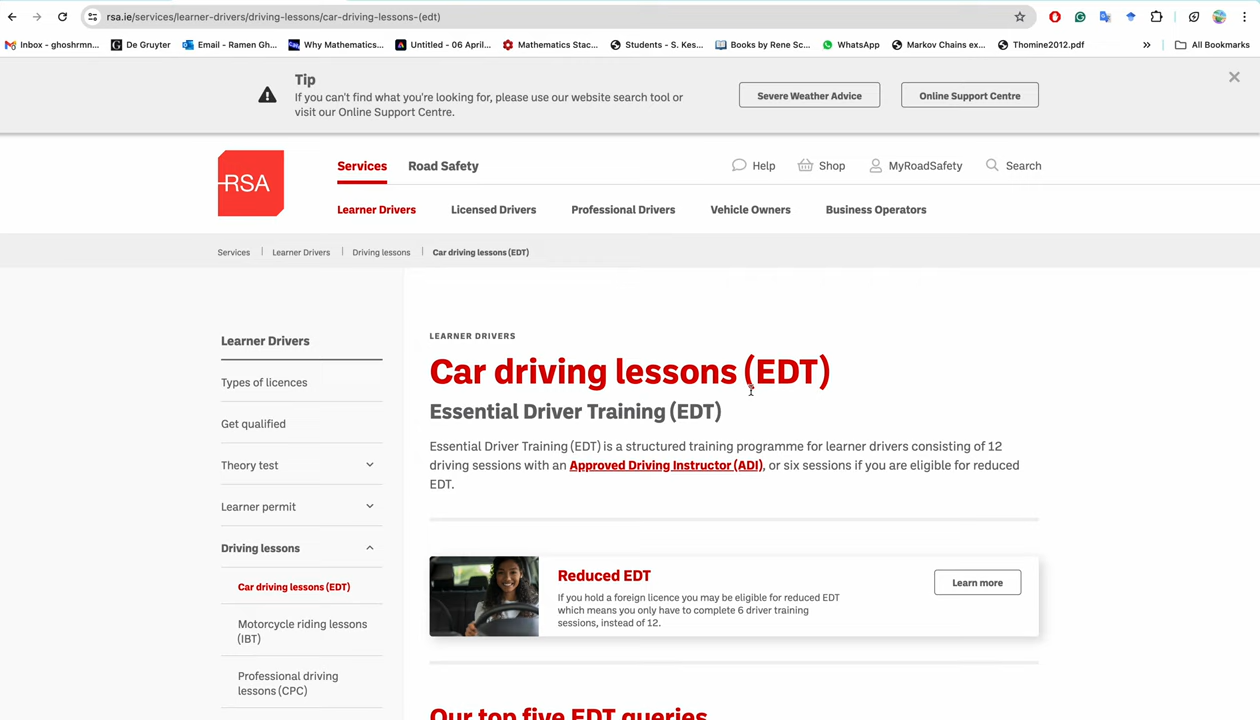 rsa.ie/services/learner-drivers/driving-lessons/car-driving-lessons-(edt)
Inbox - ghoshrmn...
De Gruyter
Email - Ramen Gh...
Why Mathematics...
Untitled - 06 April...
Mathematics Stac...
Students - S. Kes...
Books by Rene Sc...
WhatsApp
Markov Chains ex...
Thomine2012.pdf
»
All Bookmarks
Tip
If you can't find what you're looking for, please use our website search tool or
visit our Online Support Centre.
Severe Weather Advice
Online Support Centre
RSA
Services
Road Safety
Help
Shop
MyRoadSafety
Search
Learner Drivers
Licensed Drivers
Professional Drivers
Vehicle Owners
Business Operators
Services | Learner Drivers | Driving lessons | Car driving lessons (EDT)
Learner Drivers
Types of licences
Get qualified
Theory test
Learner permit
Driving lessons
Car driving lessons (EDT)
Motorcycle riding lessons
(IBT)
Professional driving
lessons (CPC)
LEARNER DRIVERS
Car driving lessons (EDT)
Essential Driver Training (EDT)
Essential Driver Training (EDT) is a structured training programme for learner drivers consisting of 12
driving sessions with an Approved Driving Instructor (ADI), or six sessions if you are eligible for reduced
EDT.
Reduced EDT
If you hold a foreign licence you may be eligible for reduced EDT
which means you only have to complete 6 driver training
sessions, instead of 12.
Learn more
Our top five EDT queries